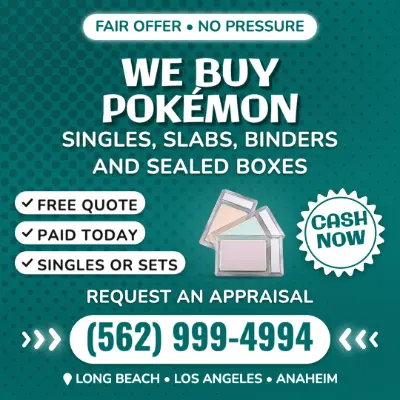 FAIR OFFER • NO PRESSURE
WE BUY
POKÉMON
SINGLES, SLABS, BINDERS
AND SEALED BOXES
✓ FREE QUOTE
✓ PAID TODAY
✓ SINGLES OR SETS
CASH
NOW
REQUEST AN APPRAISAL
(562) 999-4994
LONG BEACH • LOS ANGELES • ANAHEIM